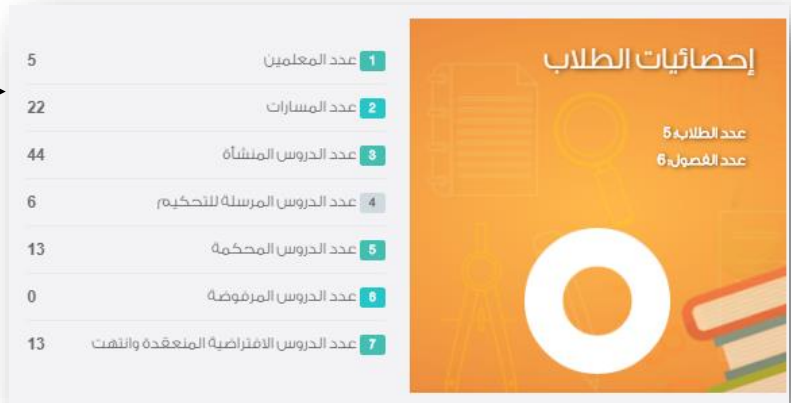 إحصائيات الطلاب
عدد الطلاب: 5
عدد الفصول: 6
1 عدد المعلمين 5
2 عدد المسارات 22
3 عدد الدروس المنشأة 44
4 عدد الدروس المرسلة للتحكيم 6
5 عدد الدروس المحكمة 13
6 عدد الدروس المرفوضة 0
7 عدد الدروس الافتراضية المنعقدة وانتهت 13